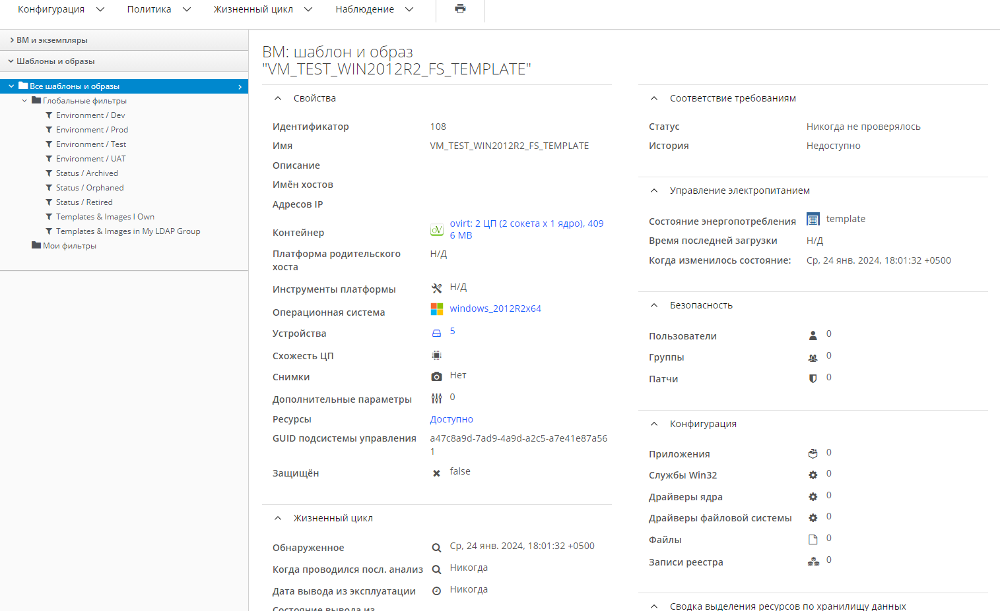 Конфигурация
Политика
Жизненный цикл
Наблюдение
ВМ и экземпляры
Шаблоны и образы
Все шаблоны и образы
Глобальные фильтры
Environment / Dev
Environment / Prod
Environment / Test
Environment / UAT
Status / Archived
Status / Orphaned
Status / Retired
Templates & Images I Own
Templates & Images in My LDAP Group
Мои фильтры
ВМ: шаблон и образ
"VM_TEST_WIN2012R2_FS_TEMPLATE"
Свойства
Идентификатор 108
Имя VM_TEST_WIN2012R2_FS_TEMPLATE
Описание
Имён хостов
Адресов IP
Контейнер ovirt: 2 ЦП (2 сокета x 1 ядро), 409
6 MB
Платформа родительского Н/Д
хоста
Инструменты платформы Н/Д
Операционная система windows_2012R2x64
Устройства 5
Схожесть ЦП
Снимки Нет
Дополнительные параметры 0
Ресурсы Доступно
GUID подсистемы управления a47c8a9d-7ad9-4a9d-a2c5-a7e41e87a56
1
Защищён false
Жизненный цикл
Обнаруженное Ср, 24 янв. 2024, 18:01:32 +0500
Когда проводился посл. анализ Никогда
Дата вывода из эксплуатации Никогда
Состояние вывода из
Соответствие требованиям
Статус Никогда не проверялось
История Недоступно
Управление электропитанием
Состояние энергопотребления template
Время последней загрузки Н/Д
Когда изменилось состояние: Ср, 24 янв. 2024, 18:01:32 +0500
Безопасность
Пользователи 0
Группы 0
Патчи 0
Конфигурация
Приложения 0
Службы Win32 0
Драйверы ядра 0
Драйверы файловой системы 0
Файлы 0
Записи реестра 0
Сводка выделения ресурсов по хранилищу данных